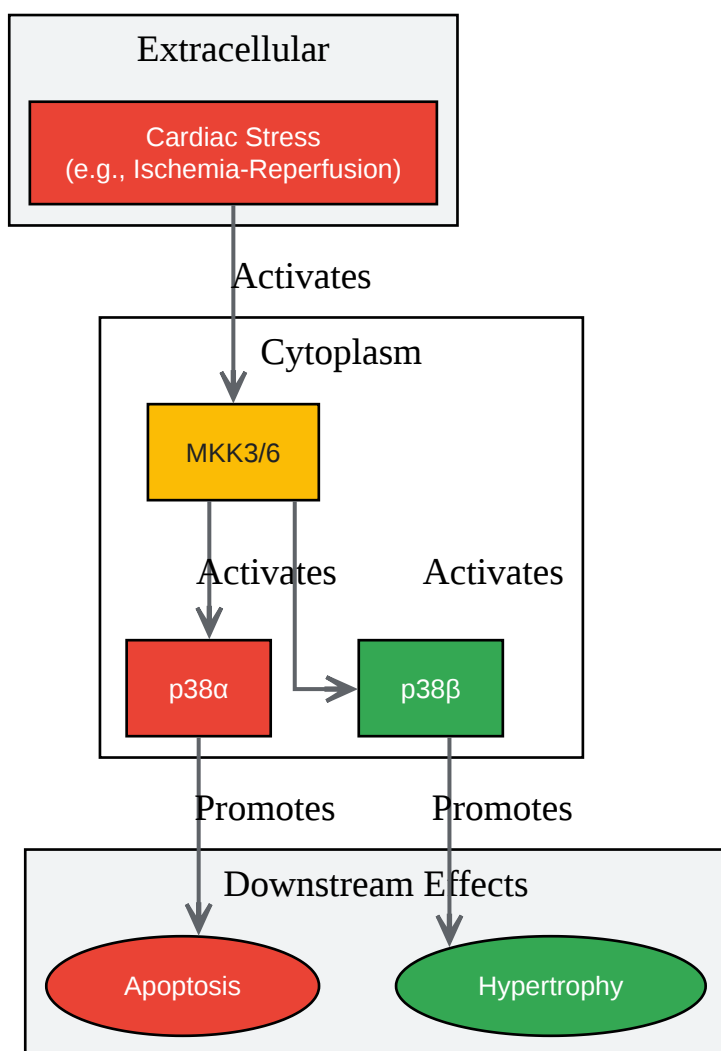 Extracellular
Cardiac Stress
(e.g., Ischemia-Reperfusion)
Activates
Cytoplasm
MKK3/6
Activates
Activates
p38α
p38β
Promotes
Promotes
Downstream Effects
Apoptosis
Hypertrophy